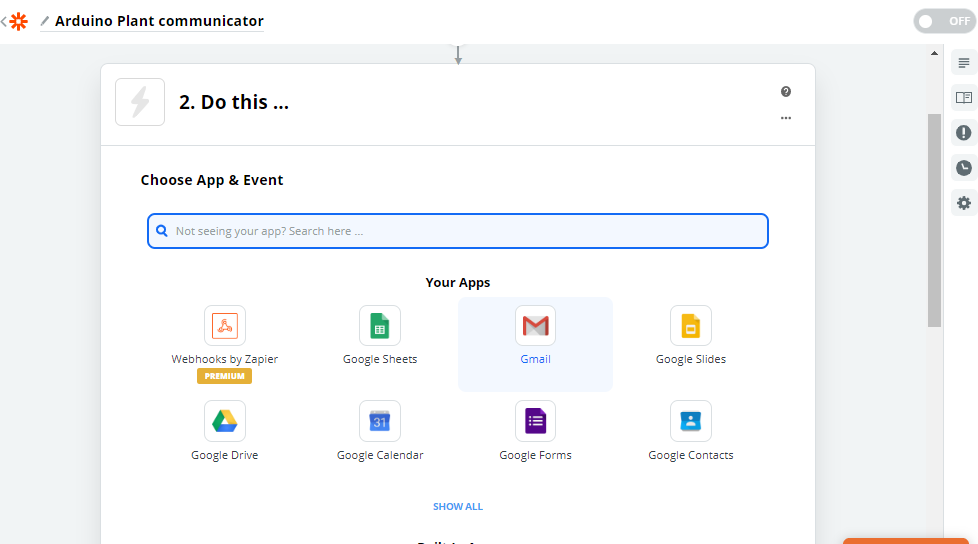 Arduino Plant communicator
OFF
2. Do this ...
Choose App & Event
Not seeing your app? Search here ...
Your Apps
Webhooks by Zapier
PREMIUM
Google Sheets
Gmail
Google Slides
Google Drive
31
Google Calendar
Google Forms
Google Contacts
SHOW ALL